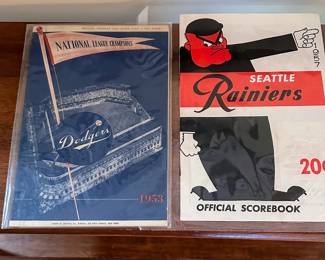 NATIONAL LEAGUE CHAMPIONS
Dodgers
1953
1957
SEATTLE
Rainiers
20¢
OFFICIAL SCOREBOOK